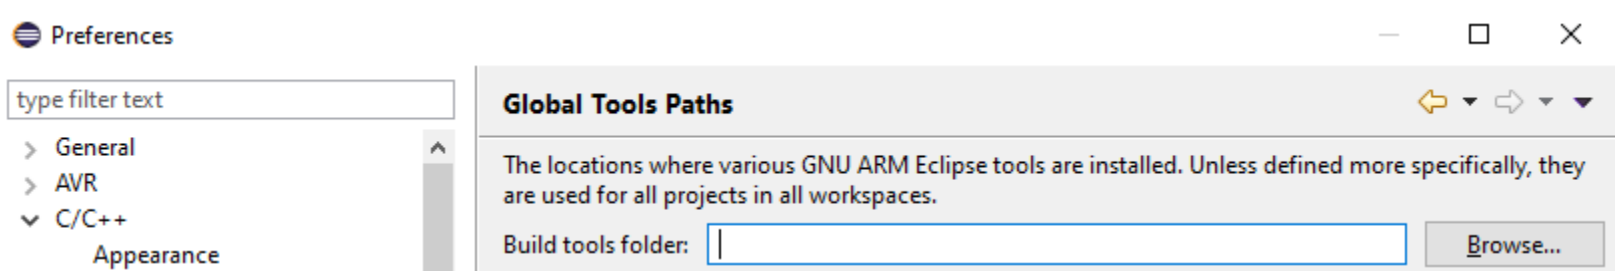 Preferences
type filter text
General
AVR
C/C++
Appearance
Global Tools Paths
The locations where various GNU ARM Eclipse tools are installed. Unless defined more specifically, they
are used for all projects in all workspaces.
Build tools folder:
Browse...